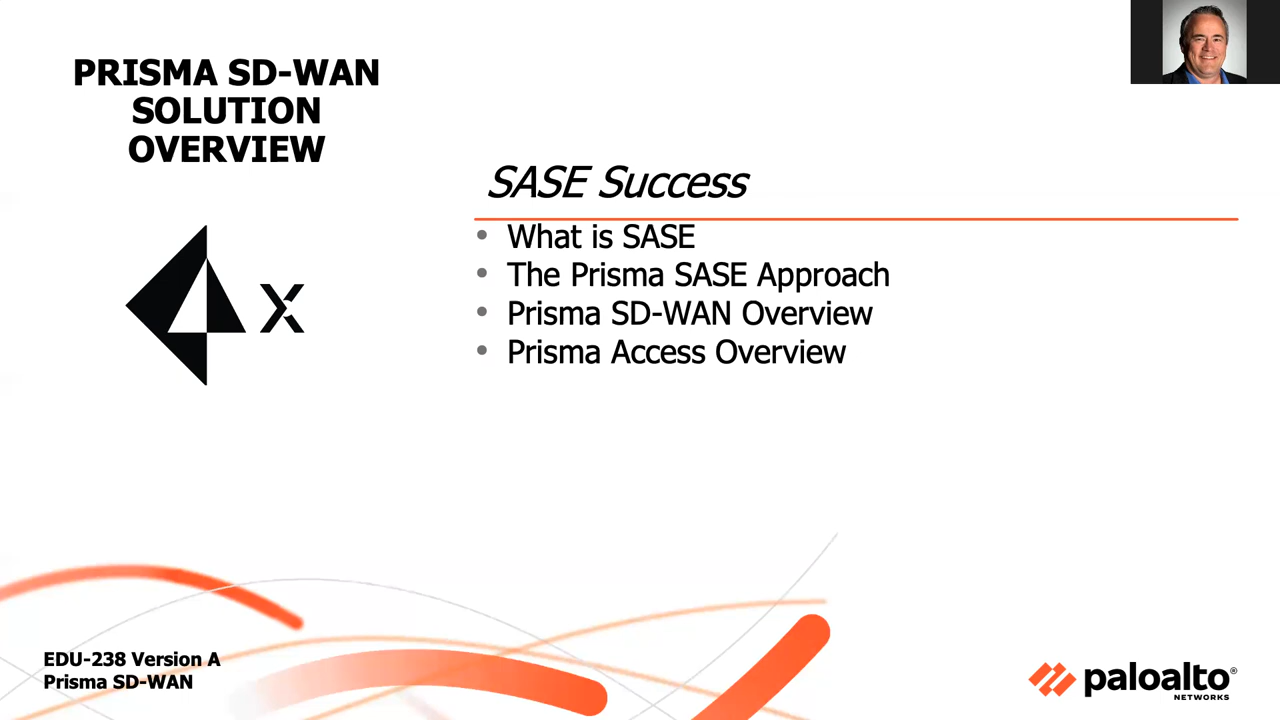 PRISMA SD-WAN
SOLUTION
OVERVIEW
SASE Success
• What is SASE
• The Prisma SASE Approach
• Prisma SD-WAN Overview
• Prisma Access Overview
EDU-238 Version A
Prisma SD-WAN
paloalto®
NETWORKS